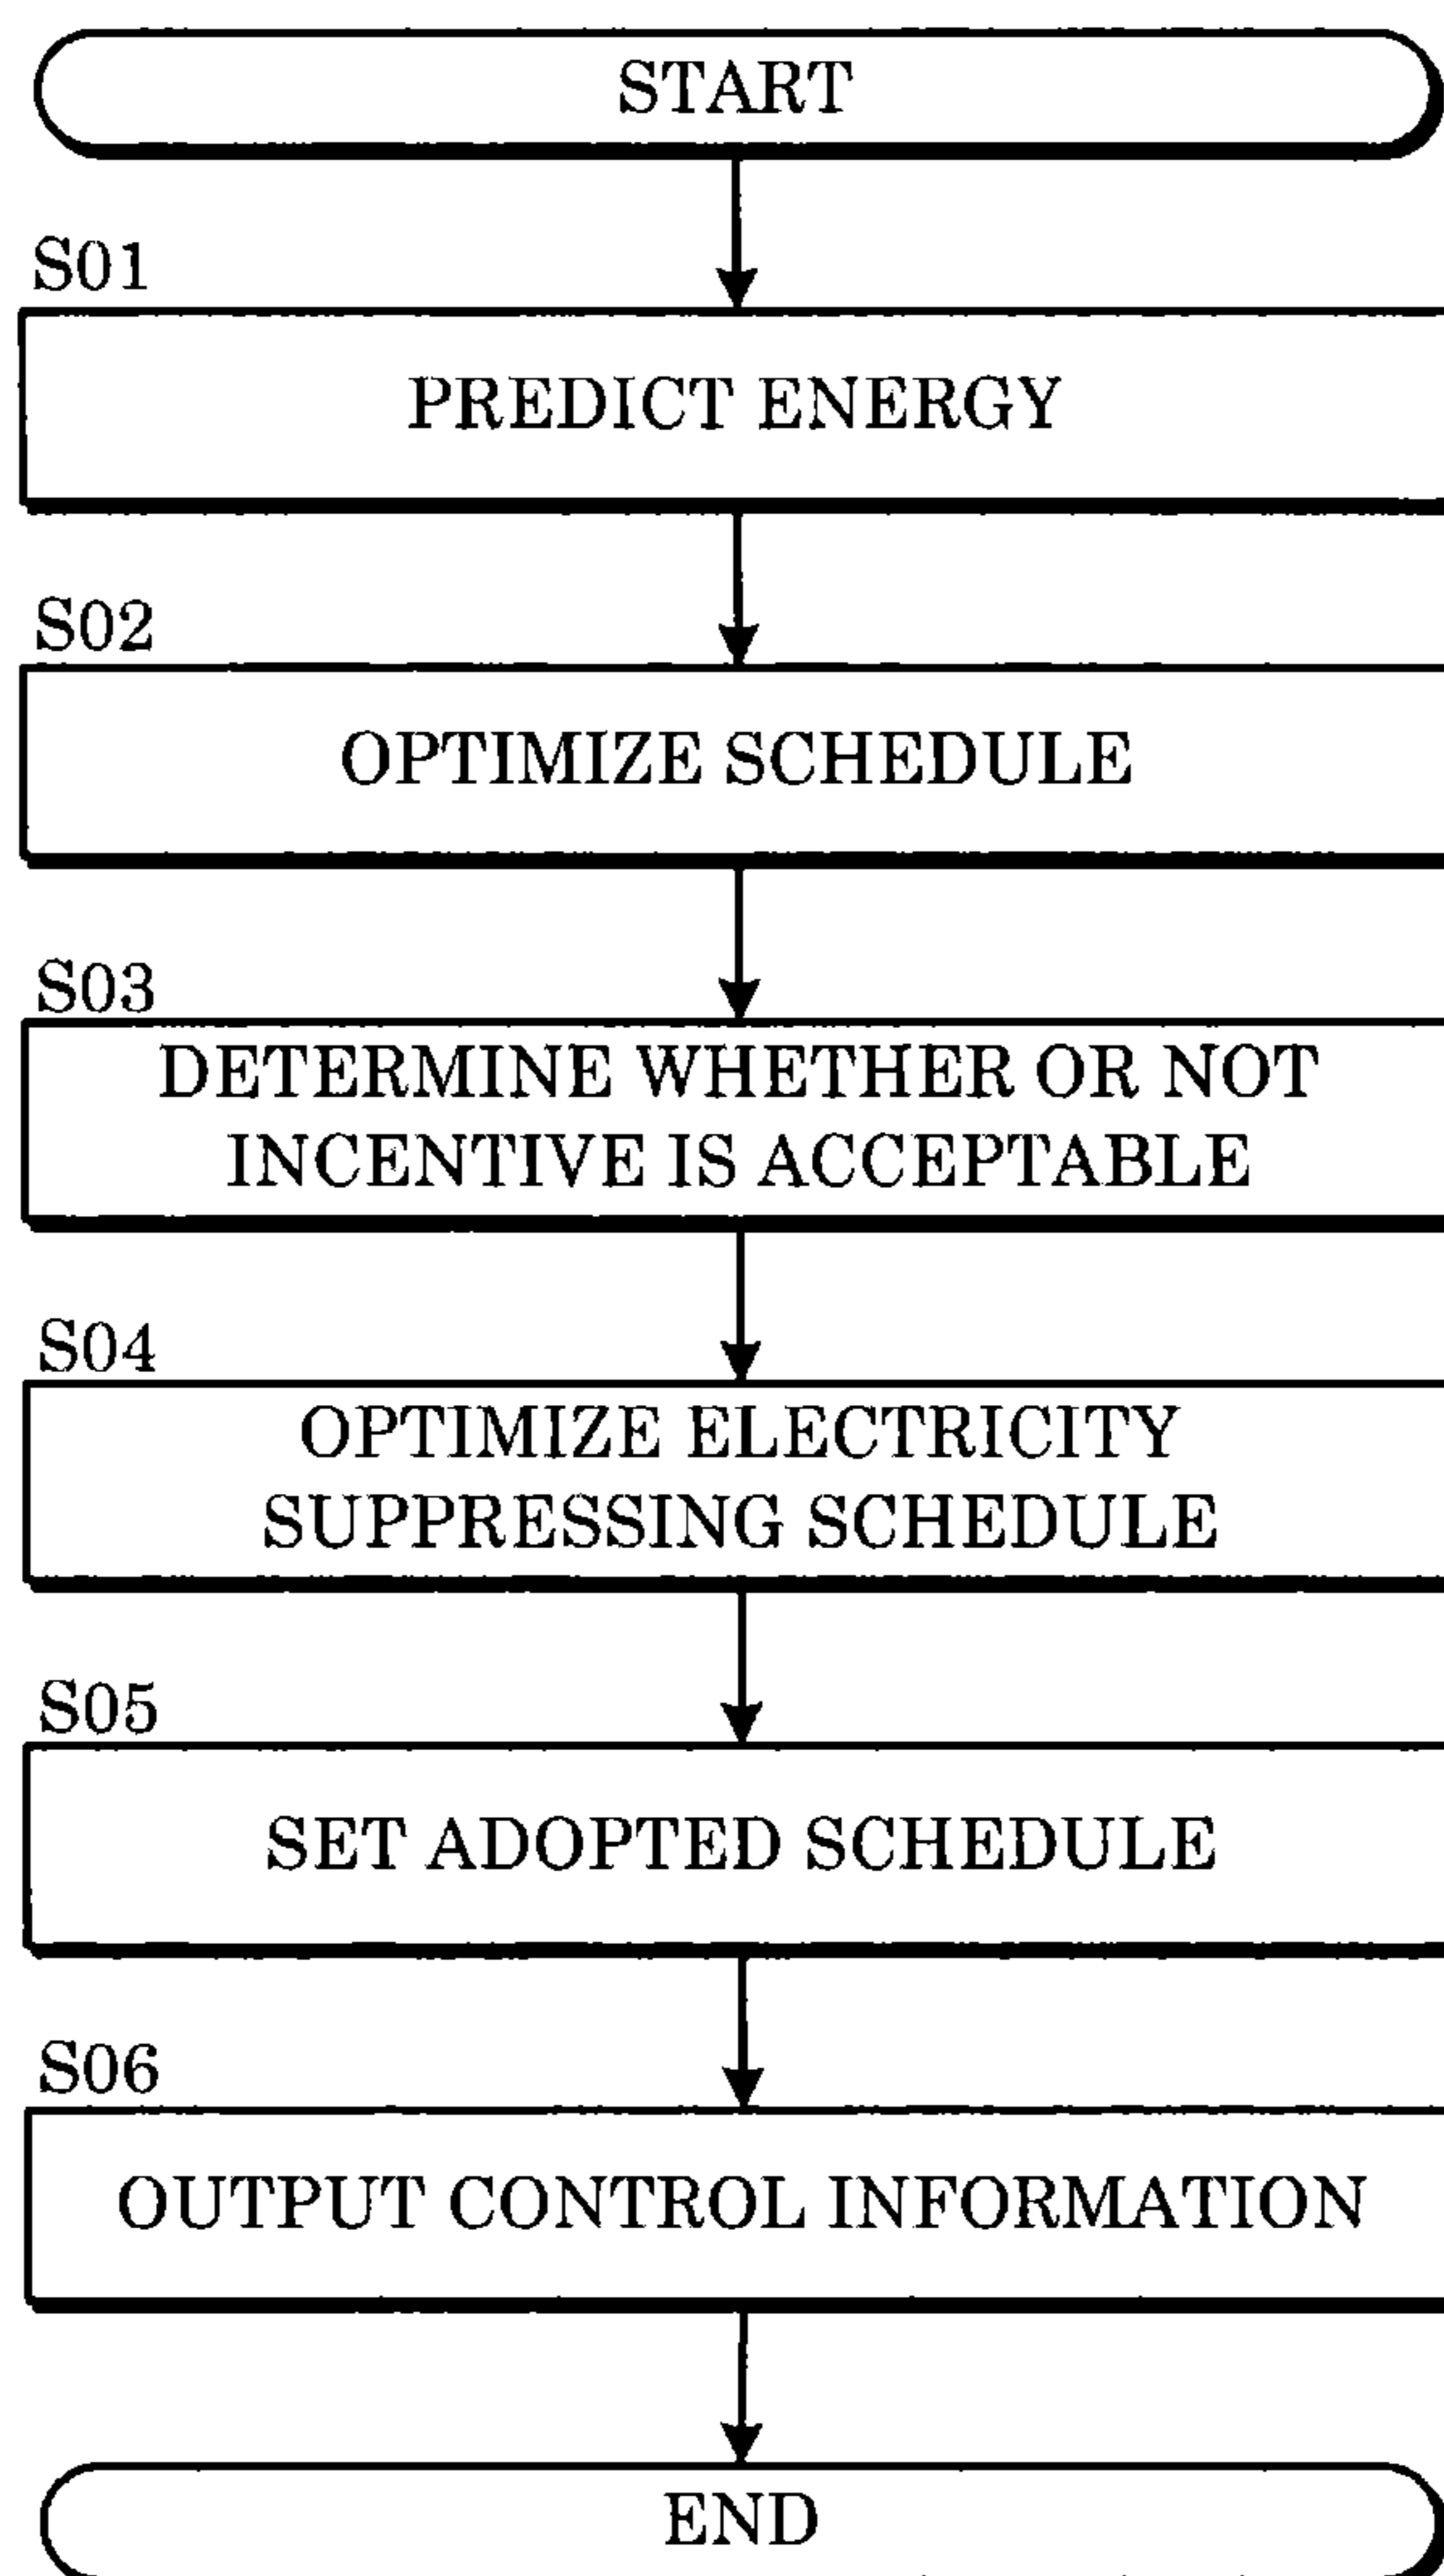 START
S01
PREDICT ENERGY
S02
OPTIMIZE SCHEDULE
S03
DETERMINE WHETHER OR NOT
INCENTIVE IS ACCEPTABLE
S04
OPTIMIZE ELECTRICITY
SUPPRESSING SCHEDULE
S05
SET ADOPTED SCHEDULE
S06
OUTPUT CONTROL INFORMATION
END